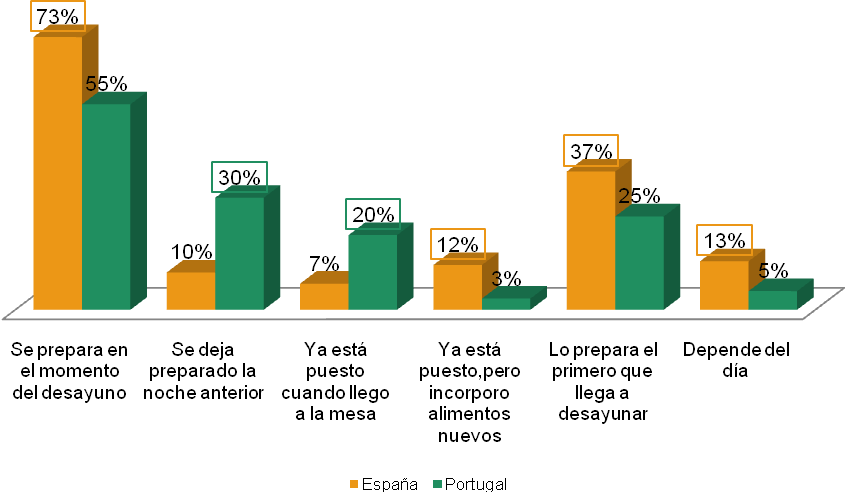 73%
55%
10%
30%
7%
20%
12%
3%
37%
25%
13%
5%
Se prepara en
el momento
del desayuno
Se deja
preparado la
noche anterior
Ya está
puesto
cuando llego
a la mesa
Ya está
puesto,pero
incorporo
alimentos
nuevos
Lo prepara el
primero que
llega a
desayunar
Depende del
día
España
Portugal